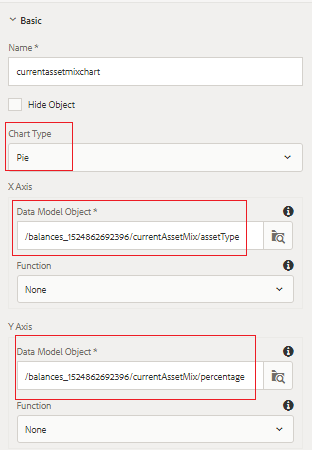 Basic
Name *
currentassetmixchart
Hide Object
Chart Type
Pie
X Axis
Data Model Object *
/balances_1524862692396/currentAssetMix/assetType
Function
None
Y Axis
Data Model Object *
/balances_1524862692396/currentAssetMix/percentage
Function
None